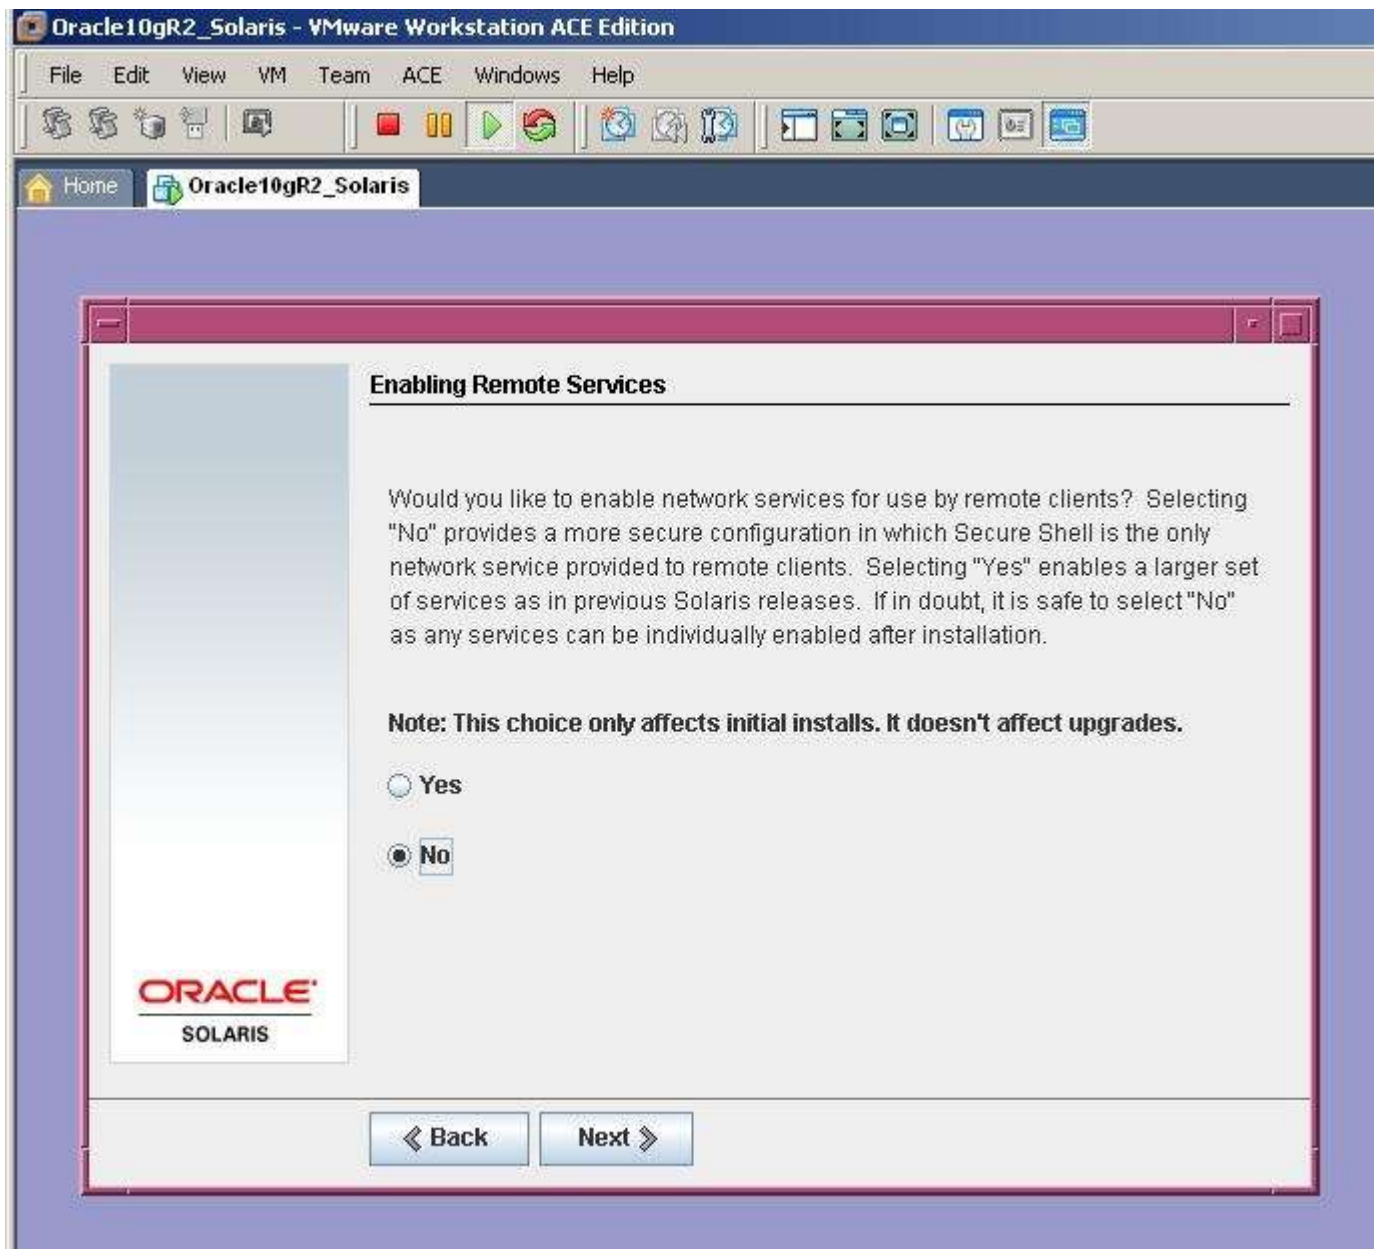 Oracle10gR2_Solaris - VMware Workstation ACE Edition
File Edit View VM Team ACE Windows Help
Home Oracle10gR2_Solaris
Enabling Remote Services
Would you like to enable network services for use by remote clients? Selecting
"No" provides a more secure configuration in which Secure Shell is the only
network service provided to remote clients. Selecting "Yes" enables a larger set
of services as in previous Solaris releases. If in doubt, it is safe to select "No"
as any services can be individually enabled after installation.
Note: This choice only affects initial installs. It doesn't affect upgrades.
Yes
No
ORACLE
SOLARIS
Back Next